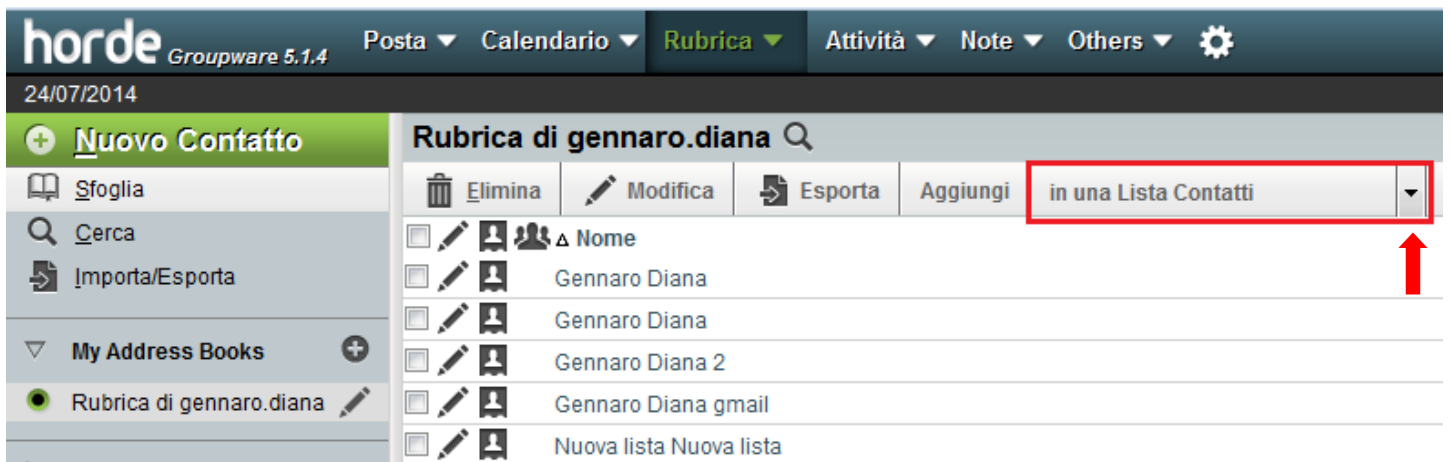 horde Groupware 5.1.4 Posta Calendario Rubrica Attività Note Others
24/07/2014
Nuovo Contatto
Sfoglia
Cerca
Importa/Esporta
My Address Books
Rubrica di gennaro.diana
Rubrica di gennaro.diana
Elimina Modifica Esporta Aggiungi in una Lista Contatti
Nome
Gennaro Diana
Gennaro Diana
Gennaro Diana 2
Gennaro Diana gmail
Nuova lista Nuova lista